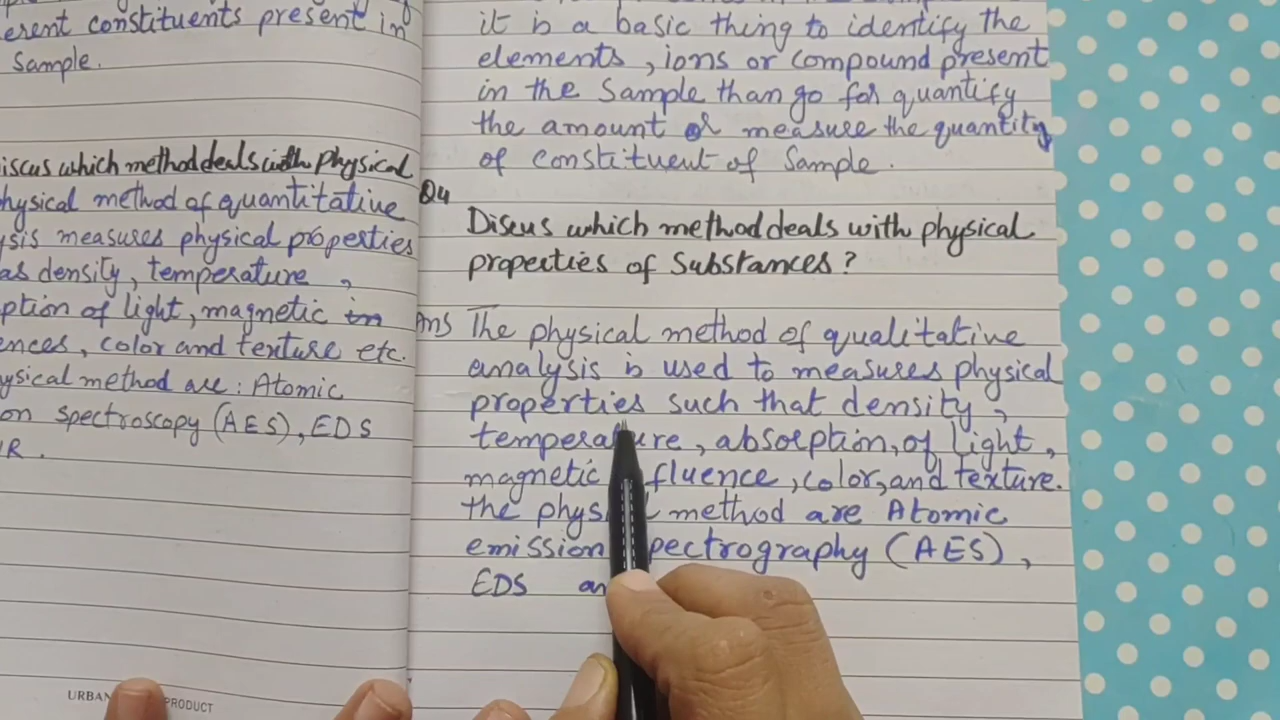 erent constituents present in
Sample.
iscus which method deals with physical
hysical method of quantitative
ysis measures physical properties
as density, temperature,
ption of light, magnetic in
ences, color and texture etc.
ysical method are: Atomic
on spectroscopy (AES), EDS
R.
URBAN
PRODUCT
it is a basic thing to identify the
elements, ions or compound present
in the Sample than go for quantify
the amount or measure the quantity
of constituent of Sample.
Q4
Discus which method deals with physical
properties of Substances?
Ans The physical method of qualitative
analysis is used to measures physical
properties such that density,
temperature, absorption, of light,
magnetic fluence, color, and texture.
the phys method are Atomic
emission pectrography (AES),
EDS an